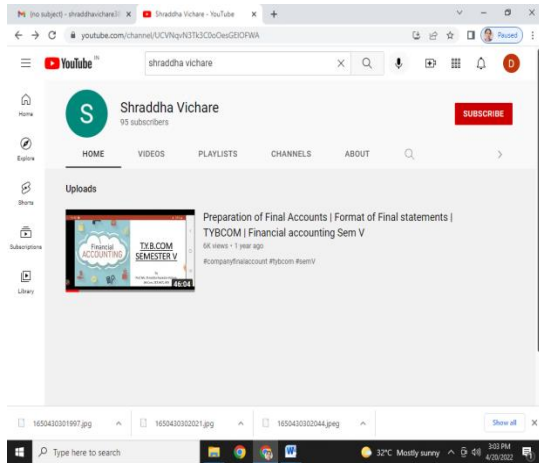 (no subject) - shraddhavichare3
Shraddha Vichare - YouTube
youtube.com/channel/UCVNqvN3Tk3C0oOesGEOFWA
Paused
YouTube IN
shraddha vichare
D
Home
Explore
Shorts
Subscriptions
Library
S
Shraddha Vichare
95 subscribers
SUBSCRIBE
HOME VIDEOS PLAYLISTS CHANNELS ABOUT
Uploads
Financial
ACCOUNTING
T.Y.B.COM
SEMESTER V
46:04
Preparation of Final Accounts | Format of Final statements |
TYBCOM | Financial accounting Sem V
6K views • 1 year ago
#companyfinalaccount #tybcom #semV
1650430301997.jpg 1650430302021.jpg 1650430302044.jpeg Show all
Type here to search
32°C Mostly sunny
3:03 PM
4/20/2022